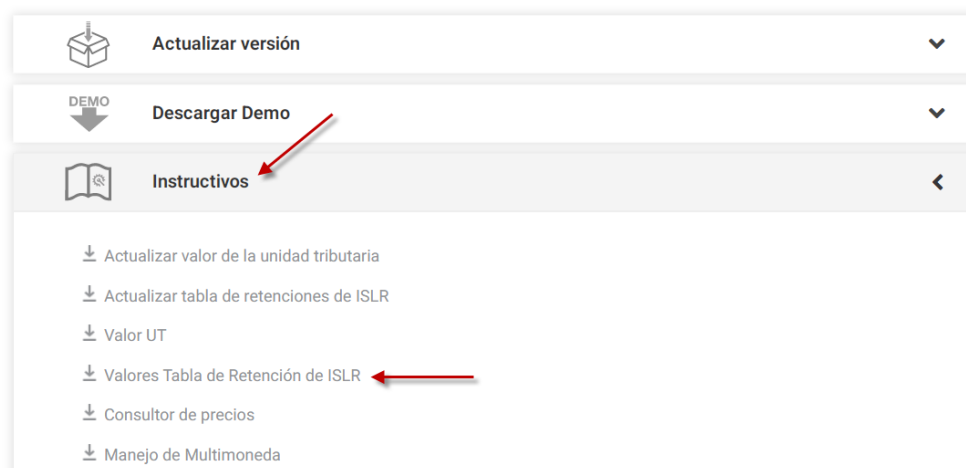 Actualizar versión
DEMO
Descargar Demo
Instructivos
Actualizar valor de la unidad tributaria
Actualizar tabla de retenciones de ISLR
Valor UT
Valores Tabla de Retención de ISLR
Consultor de precios
Manejo de Multimoneda